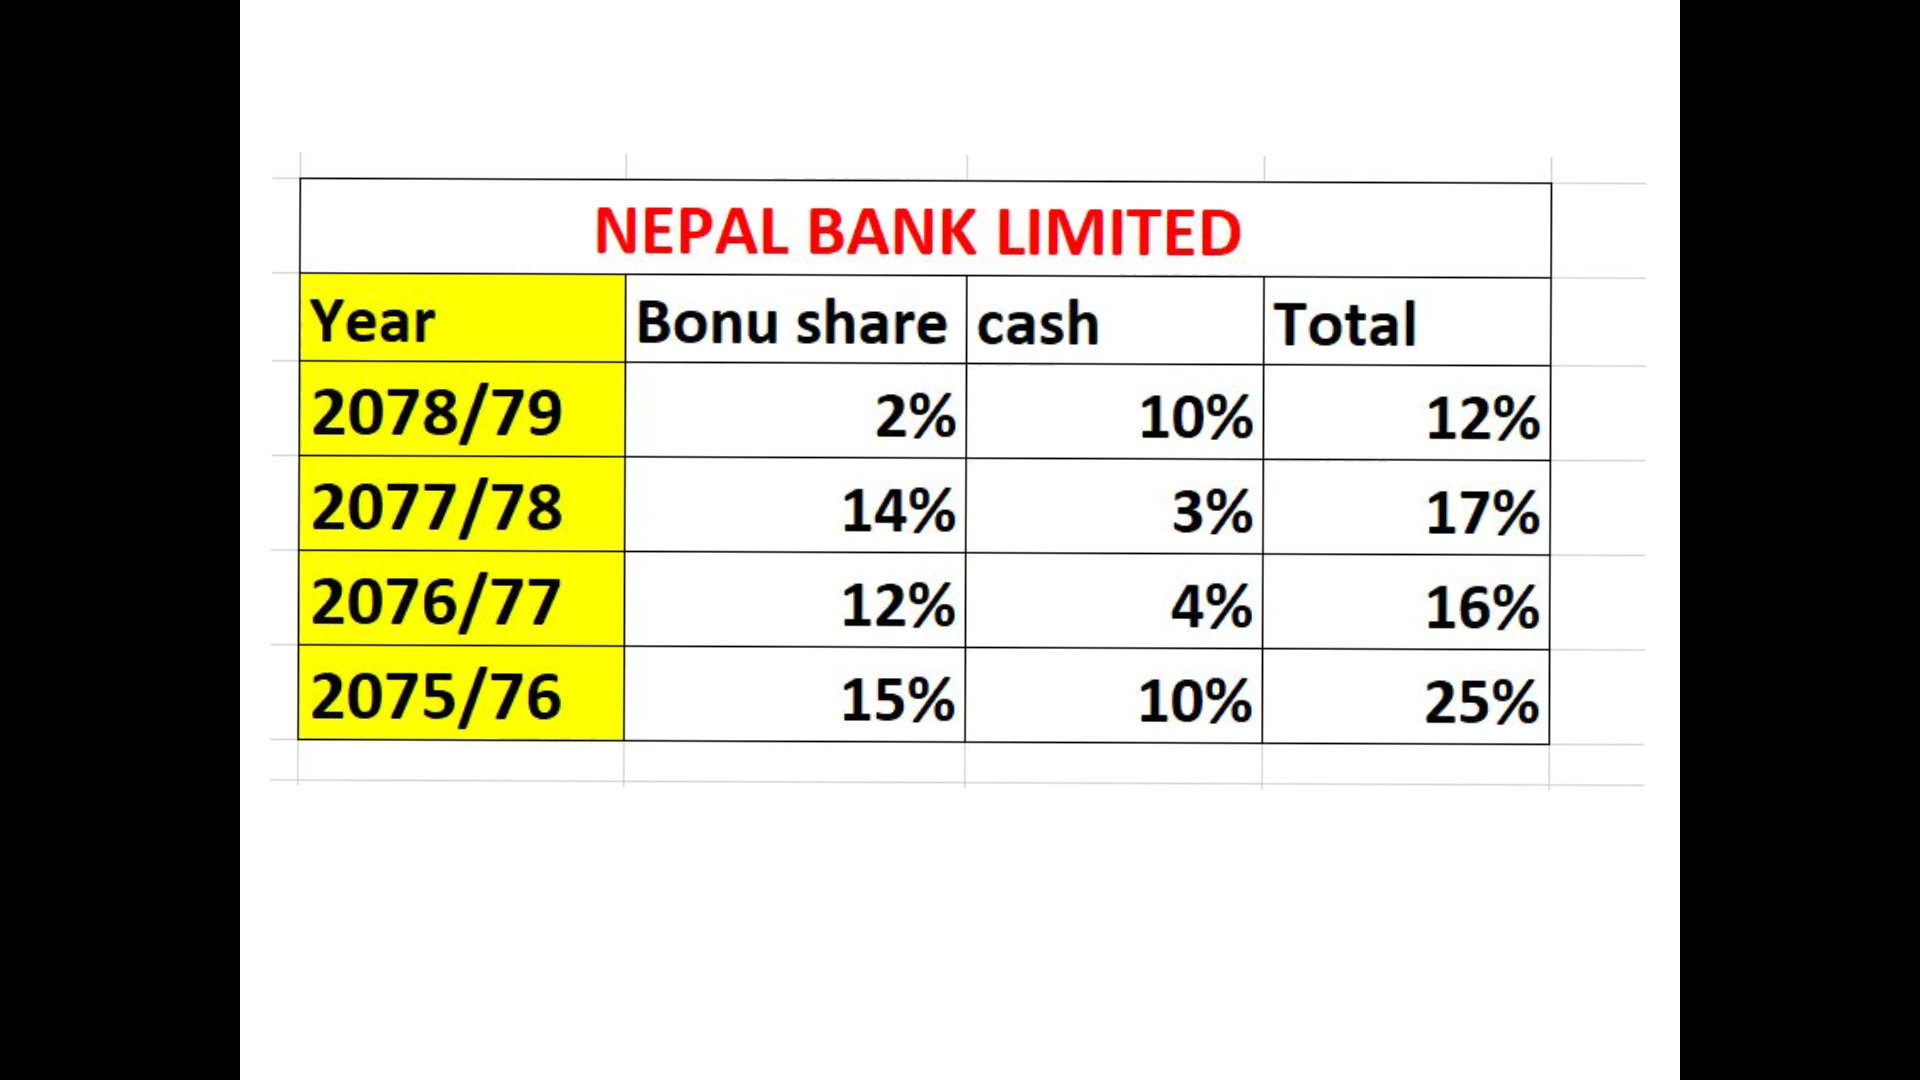 NEPAL BANK LIMITED
Year Bonu share cash Total
2078/79 2% 10% 12%
2077/78 14% 3% 17%
2076/77 12% 4% 16%
2075/76 15% 10% 25%